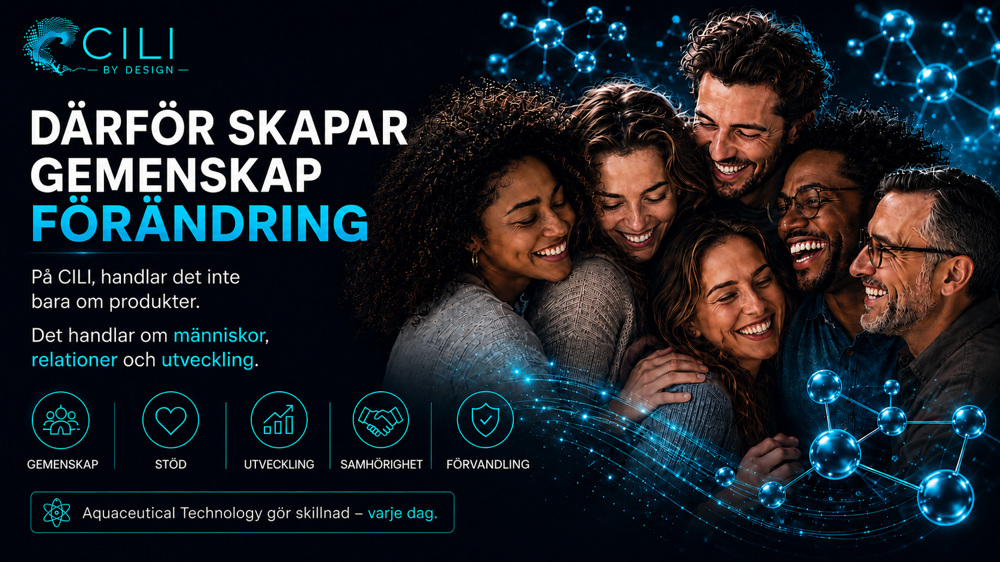 CILI
BY DESIGN
DÄRFÖR SKAPAR
GEMENSKAP
FÖRÄNDRING
På CILI, handlar det inte
bara om produkter.
Det handlar om människor,
relationer och utveckling.
GEMENSKAP
STÖD
UTVECKLING
SAMHÖRIGHET
FÖRVANDLING
Aquaceutical Technology gör skillnad – varje dag.